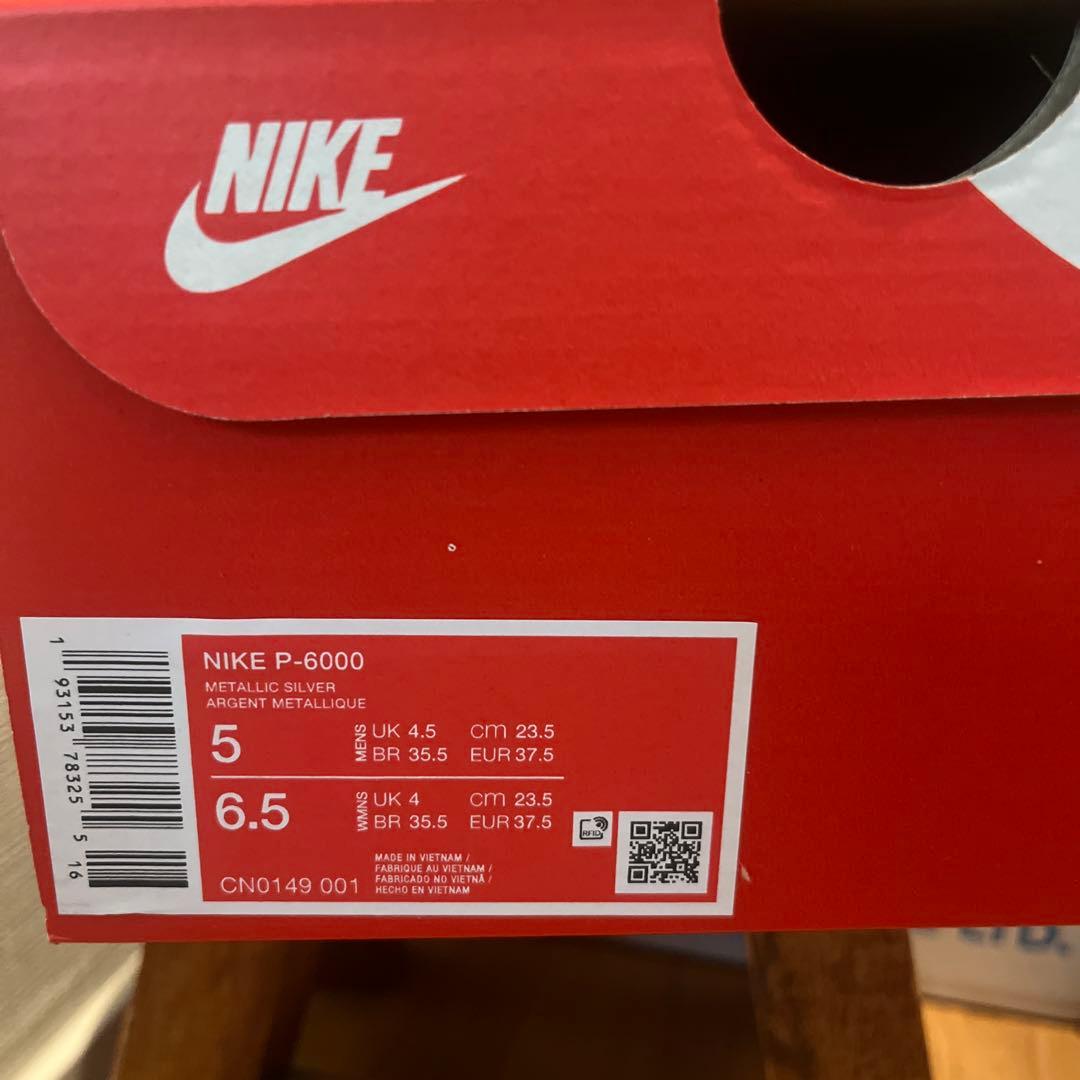 NIKE
1 93153 78325 5 16
NIKE P-6000
METALLIC SILVER
ARGENT METALLIQUE
5
MENS
UK 4.5 cm 23.5
BR 35.5 EUR 37.5
6.5
WMNS
UK 4 cm 23.5
BR 35.5 EUR 37.5
RFID
MADE IN VIETNAM /
FABRIQUE AU VIETNAM /
FABRICADO NO VIETNÃ /
HECHO EN VIETNAM
CN0149 001
LTD.